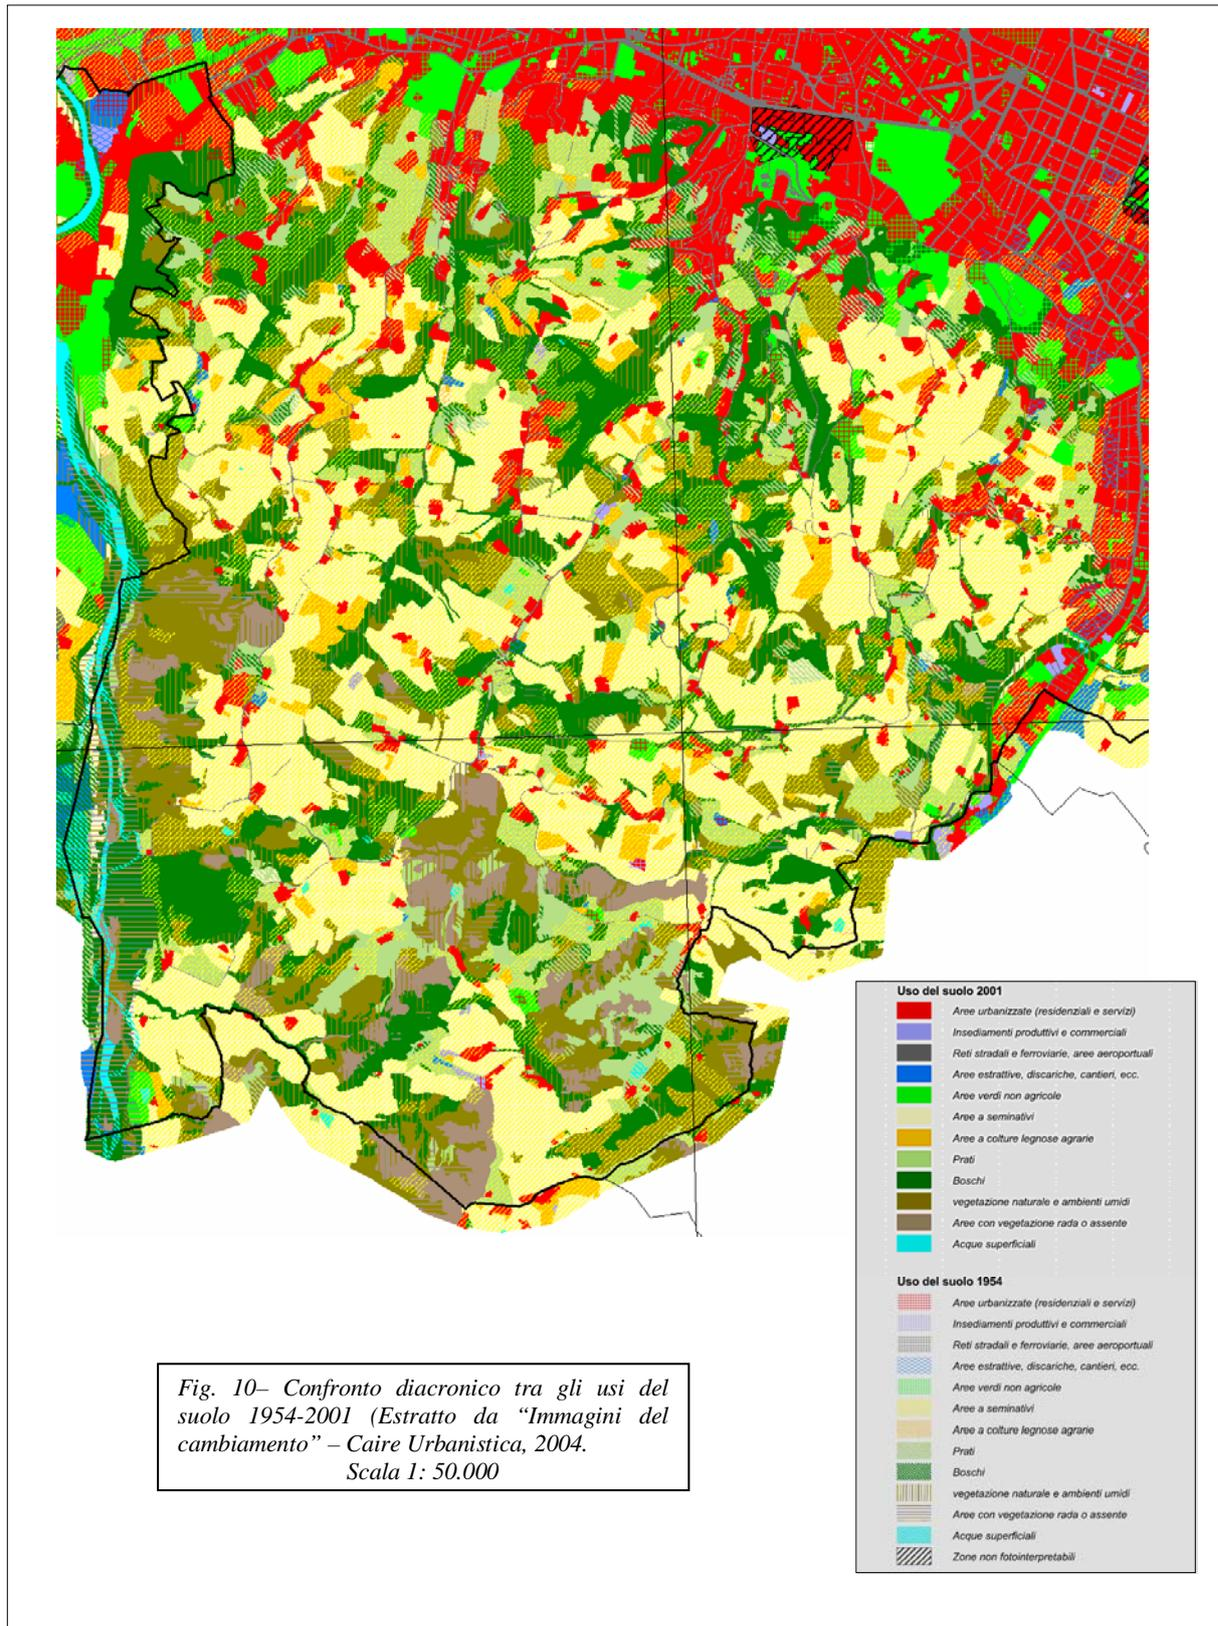 Uso del suolo 2001
Aree urbanizzate (residenziali e servizi)
Insediamenti produttivi e commerciali
Reti stradali e ferroviarie, aree aeroportuali
Aree estrattive, discariche, cantieri, ecc.
Aree verdi non agricole
Aree a seminativi
Aree a colture legnose agrarie
Prati
Boschi
vegetazione naturale e ambienti umidi
Aree con vegetazione rada o assente
Acque superficiali
Uso del suolo 1954
Aree urbanizzate (residenziali e servizi)
Insediamenti produttivi e commerciali
Reti stradali e ferroviarie, aree aeroportuali
Aree estrattive, discariche, cantieri, ecc.
Aree verdi non agricole
Aree a seminativi
Aree a colture legnose agrarie
Prati
Boschi
vegetazione naturale e ambienti umidi
Aree con vegetazione rada o assente
Acque superficiali
Zone non fotointerpretabili
Fig. 10– Confronto diacronico tra gli usi del
suolo 1954-2001 (Estratto da “Immagini del
cambiamento” – Caire Urbanistica, 2004.
Scala 1: 50.000